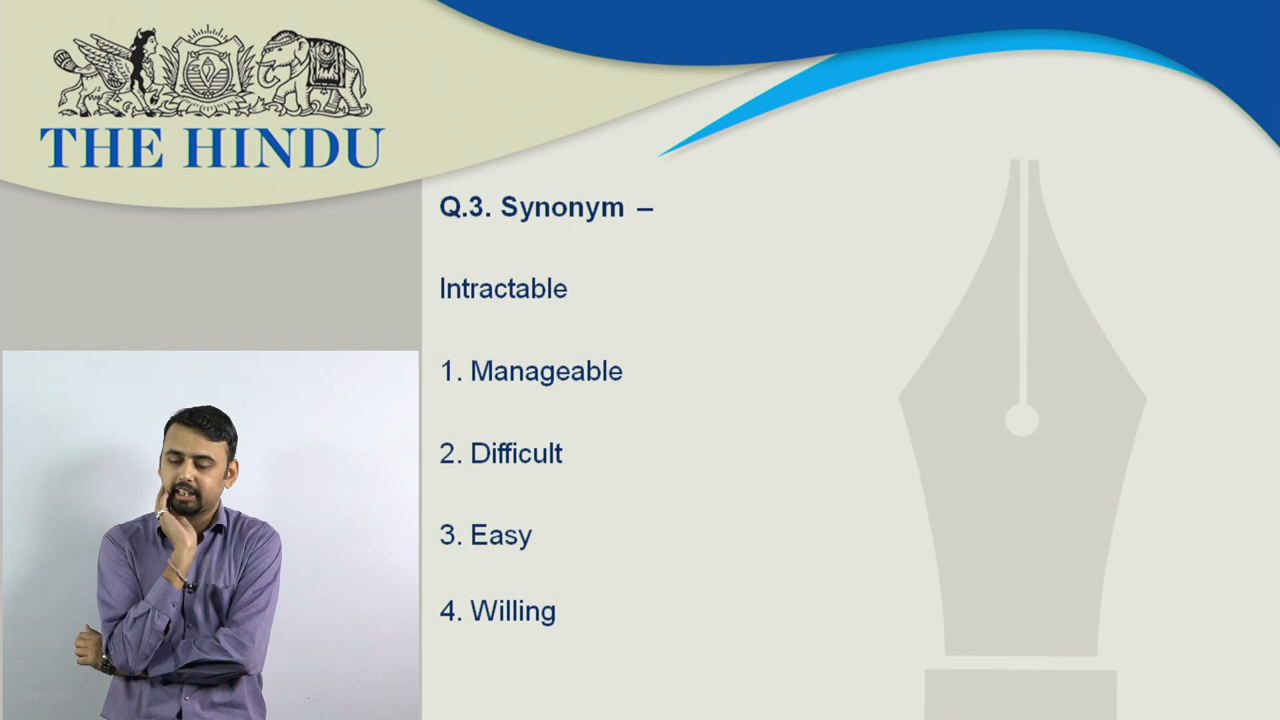 THE HINDU
Q.3. Synonym –
Intractable
1. Manageable
2. Difficult
3. Easy
4. Willing